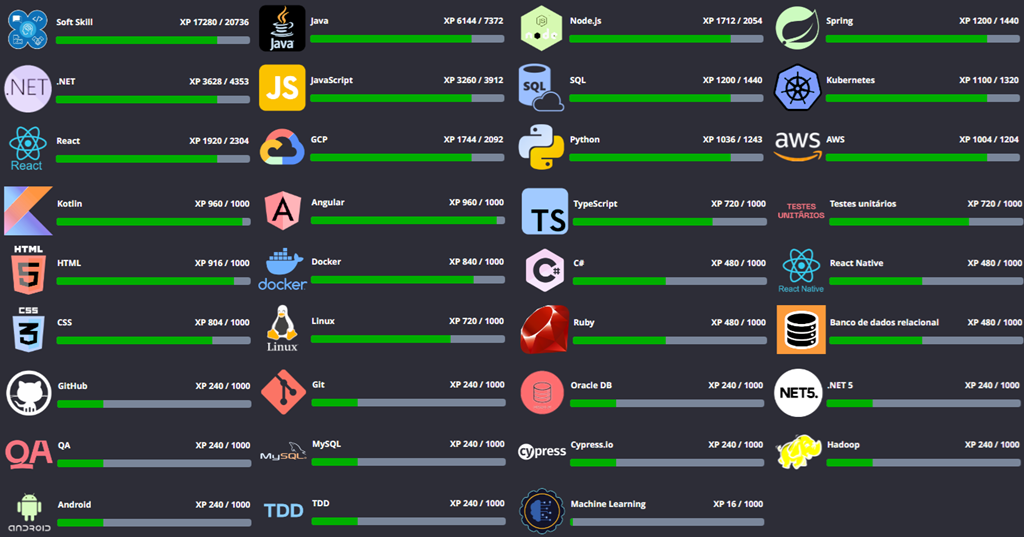 Soft Skill XP 17280 / 20736
Java Java XP 6144 / 7372
node Node.js XP 1712 / 2054
Spring XP 1200 / 1440
.NET .NET XP 3628 / 4353
JS JavaScript XP 3260 / 3912
SQL SQL XP 1200 / 1440
Kubernetes XP 1100 / 1320
React React XP 1920 / 2304
GCP XP 1744 / 2092
Python XP 1036 / 1243
aws AWS XP 1004 / 1204
Kotlin XP 960 / 1000
A Angular XP 960 / 1000
TS TypeScript XP 720 / 1000
TESTES UNITÁRIOS Testes unitários XP 720 / 1000
HTML 5 HTML XP 916 / 1000
docker Docker XP 840 / 1000
C# C# XP 480 / 1000
React Native React Native XP 480 / 1000
CSS 3 CSS XP 804 / 1000
Linux Linux XP 720 / 1000
Ruby XP 480 / 1000
Banco de dados relacional XP 480 / 1000
GitHub XP 240 / 1000
Git XP 240 / 1000
Oracle DB XP 240 / 1000
NET5. .NET 5 XP 240 / 1000
QA QA XP 240 / 1000
MySQL MySQL XP 240 / 1000
cypress Cypress.io XP 240 / 1000
Hadoop XP 240 / 1000
ANDROID Android XP 240 / 1000
TDD TDD XP 240 / 1000
Machine Learning XP 16 / 1000